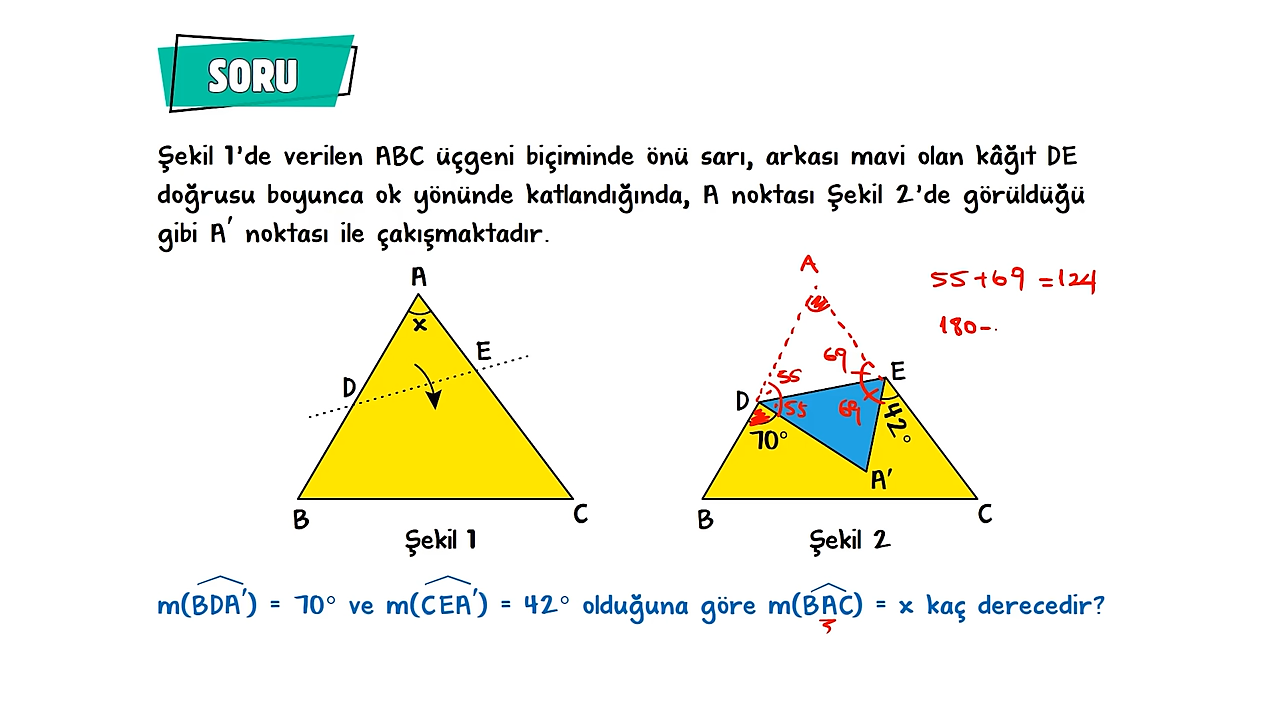 SORU
Şekil 1'de verilen ABC üçgeni biçiminde önü sarı, arkası mavi olan kâğıt DE
doğrusu boyunca ok yönünde katlandığında, A noktası Şekil 2'de görüldüğü
gibi A′ noktası ile çakışmaktadır.
A
x
E
D
B
C
Şekil 1
A
55+69 =124
180-
69
E
55
D
55
69
42°
70°
A′
B
C
Şekil 2
m(BDA′) = 70° ve m(CEA′) = 42° olduğuna göre m(BAC) = x kaç derecedir?